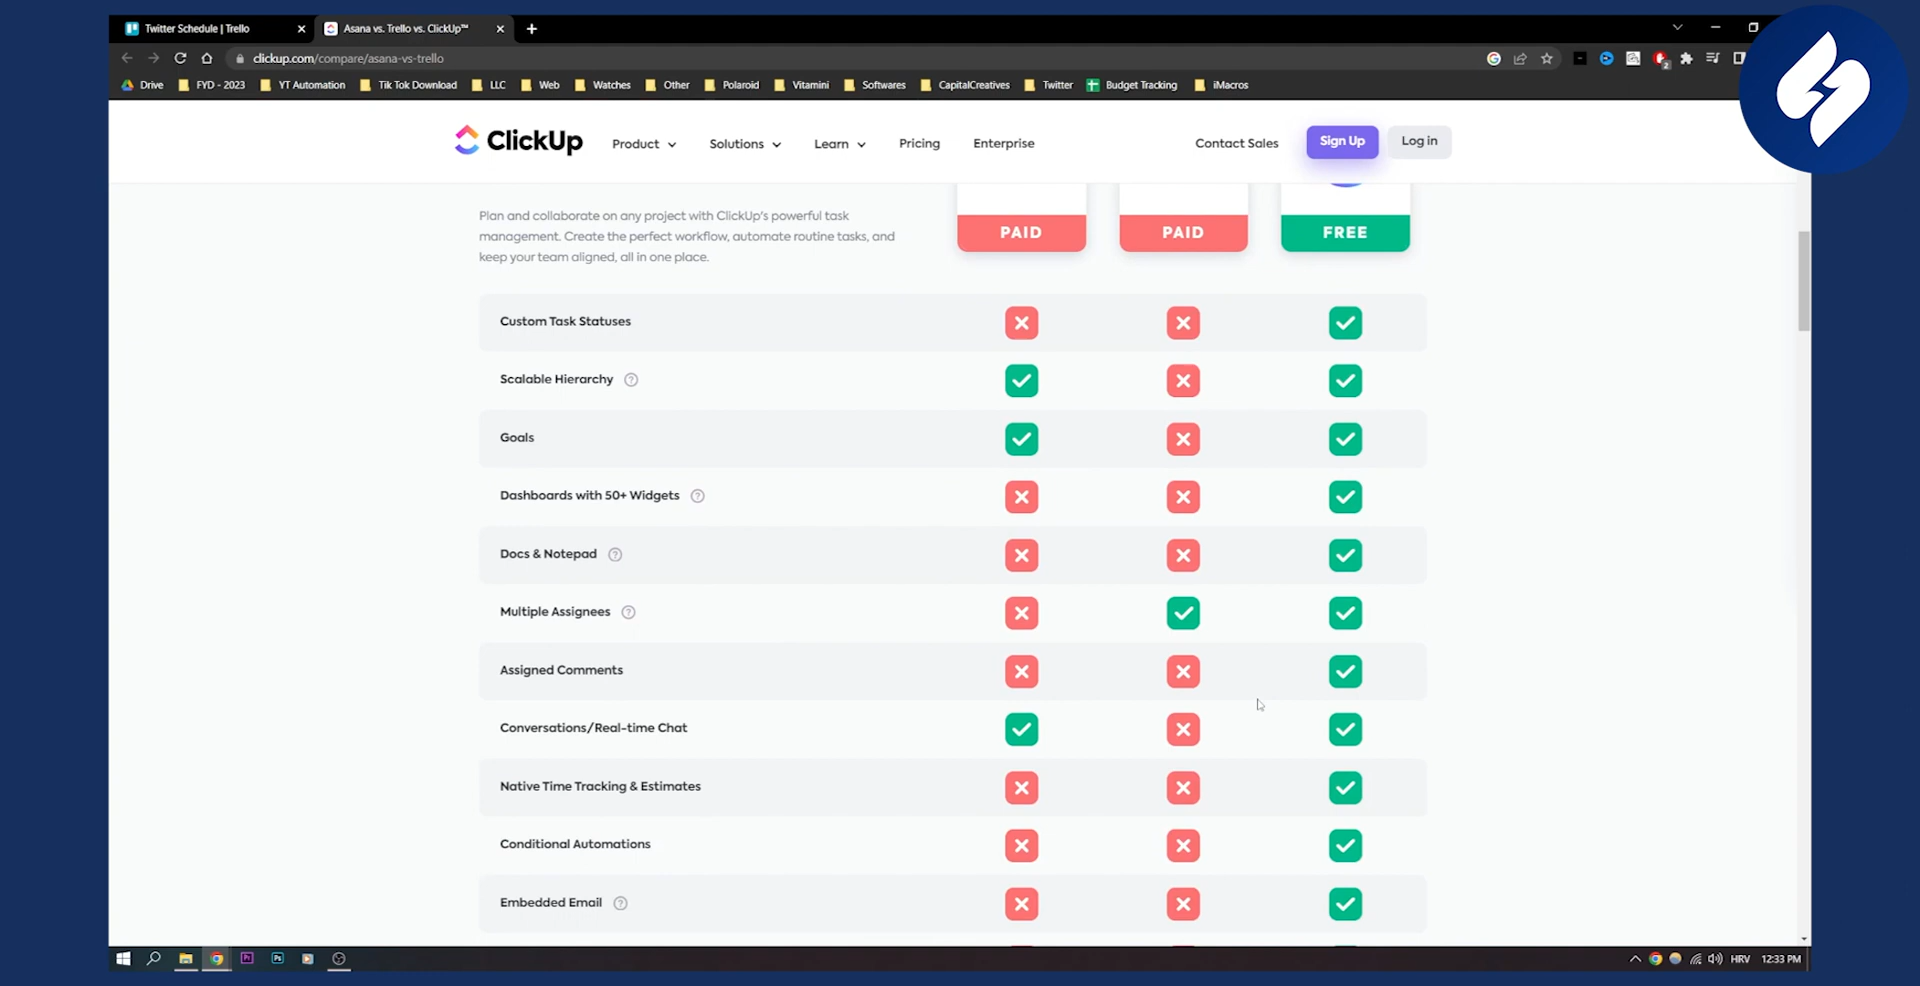 Twitter Schedule | Trello
Asana vs. Trello vs. ClickUp™
clickup.com/compare/asana-vs-trello
2
Drive
FYD - 2023
YT Automation
Tik Tok Download
LLC
Web
Watches
Other
Polaroid
Vitamini
Softwares
CapitalCreatives
Twitter
Budget Tracking
iMacros
ClickUp
Product
Solutions
Learn
Pricing
Enterprise
Contact Sales
Sign Up
Log in
Plan and collaborate on any project with ClickUp's powerful task
management. Create the perfect workflow, automate routine tasks, and
keep your team aligned, all in one place.
PAID
PAID
FREE
Custom Task Statuses
Scalable Hierarchy ?
Goals
Dashboards with 50+ Widgets ?
Docs & Notepad ?
Multiple Assignees ?
Assigned Comments
Conversations/Real-time Chat
Native Time Tracking & Estimates
Conditional Automations
Embedded Email ?
Pr
Ps
HRV
12:33 PM